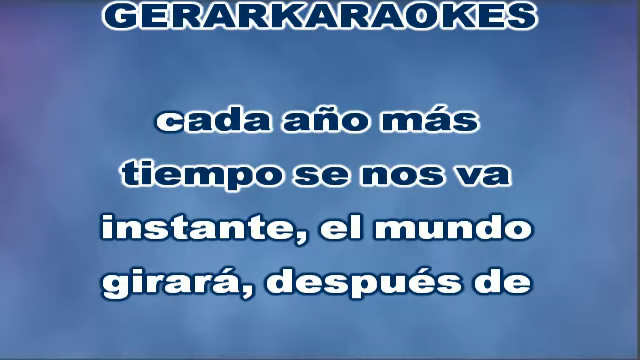 GERARKARAOKES
cada año más
tiempo se nos va
instante, el mundo
girará, después de